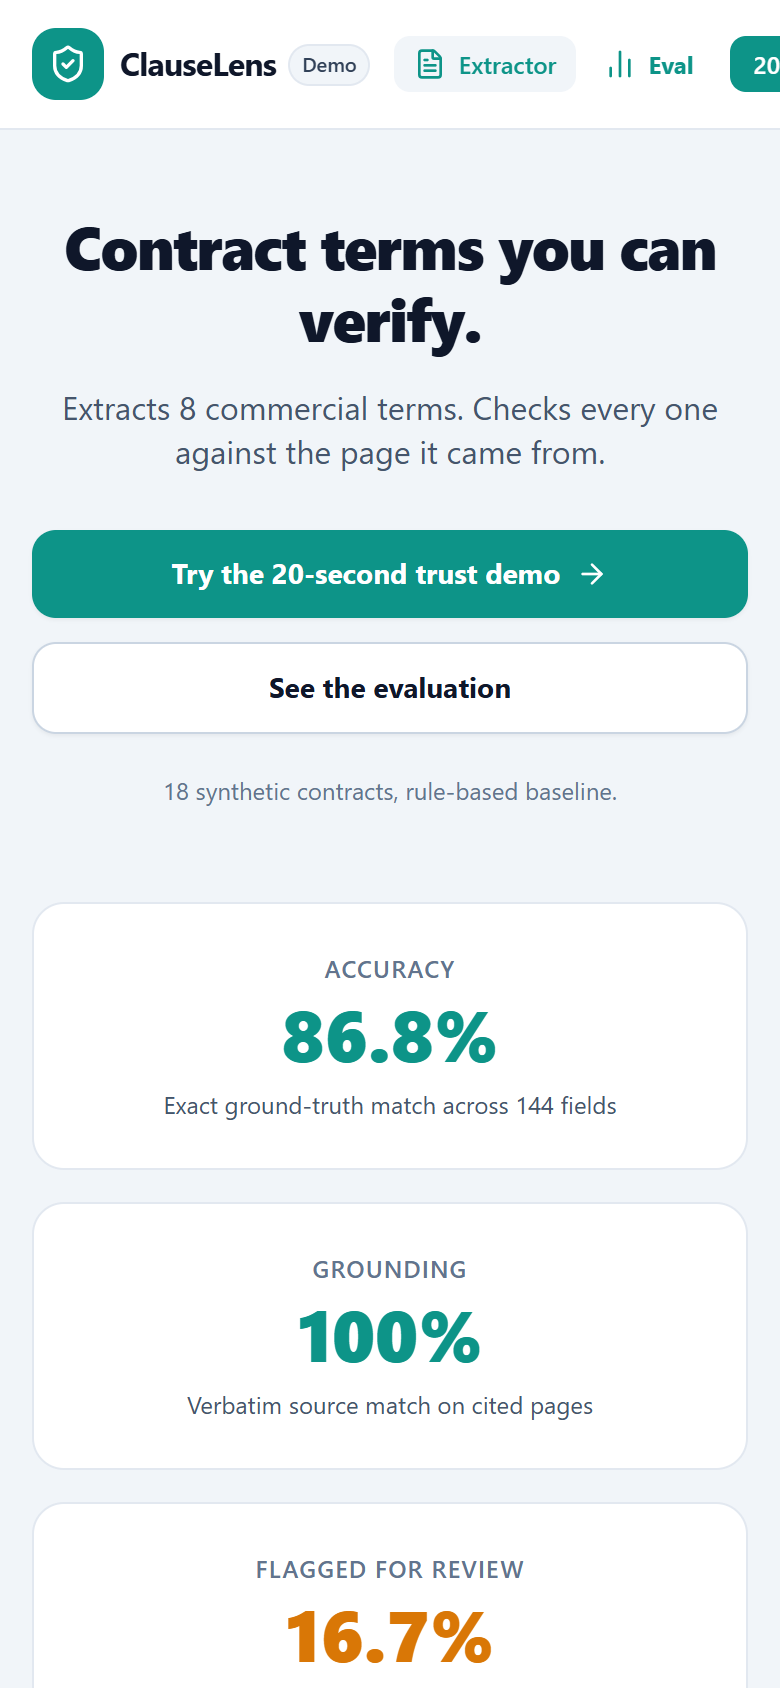 ClauseLens Demo Extractor Eval 20
Contract terms you can
verify.
Extracts 8 commercial terms. Checks every one
against the page it came from.
Try the 20-second trust demo →
See the evaluation
18 synthetic contracts, rule-based baseline.
ACCURACY
86.8%
Exact ground-truth match across 144 fields
GROUNDING
100%
Verbatim source match on cited pages
FLAGGED FOR REVIEW
16.7%